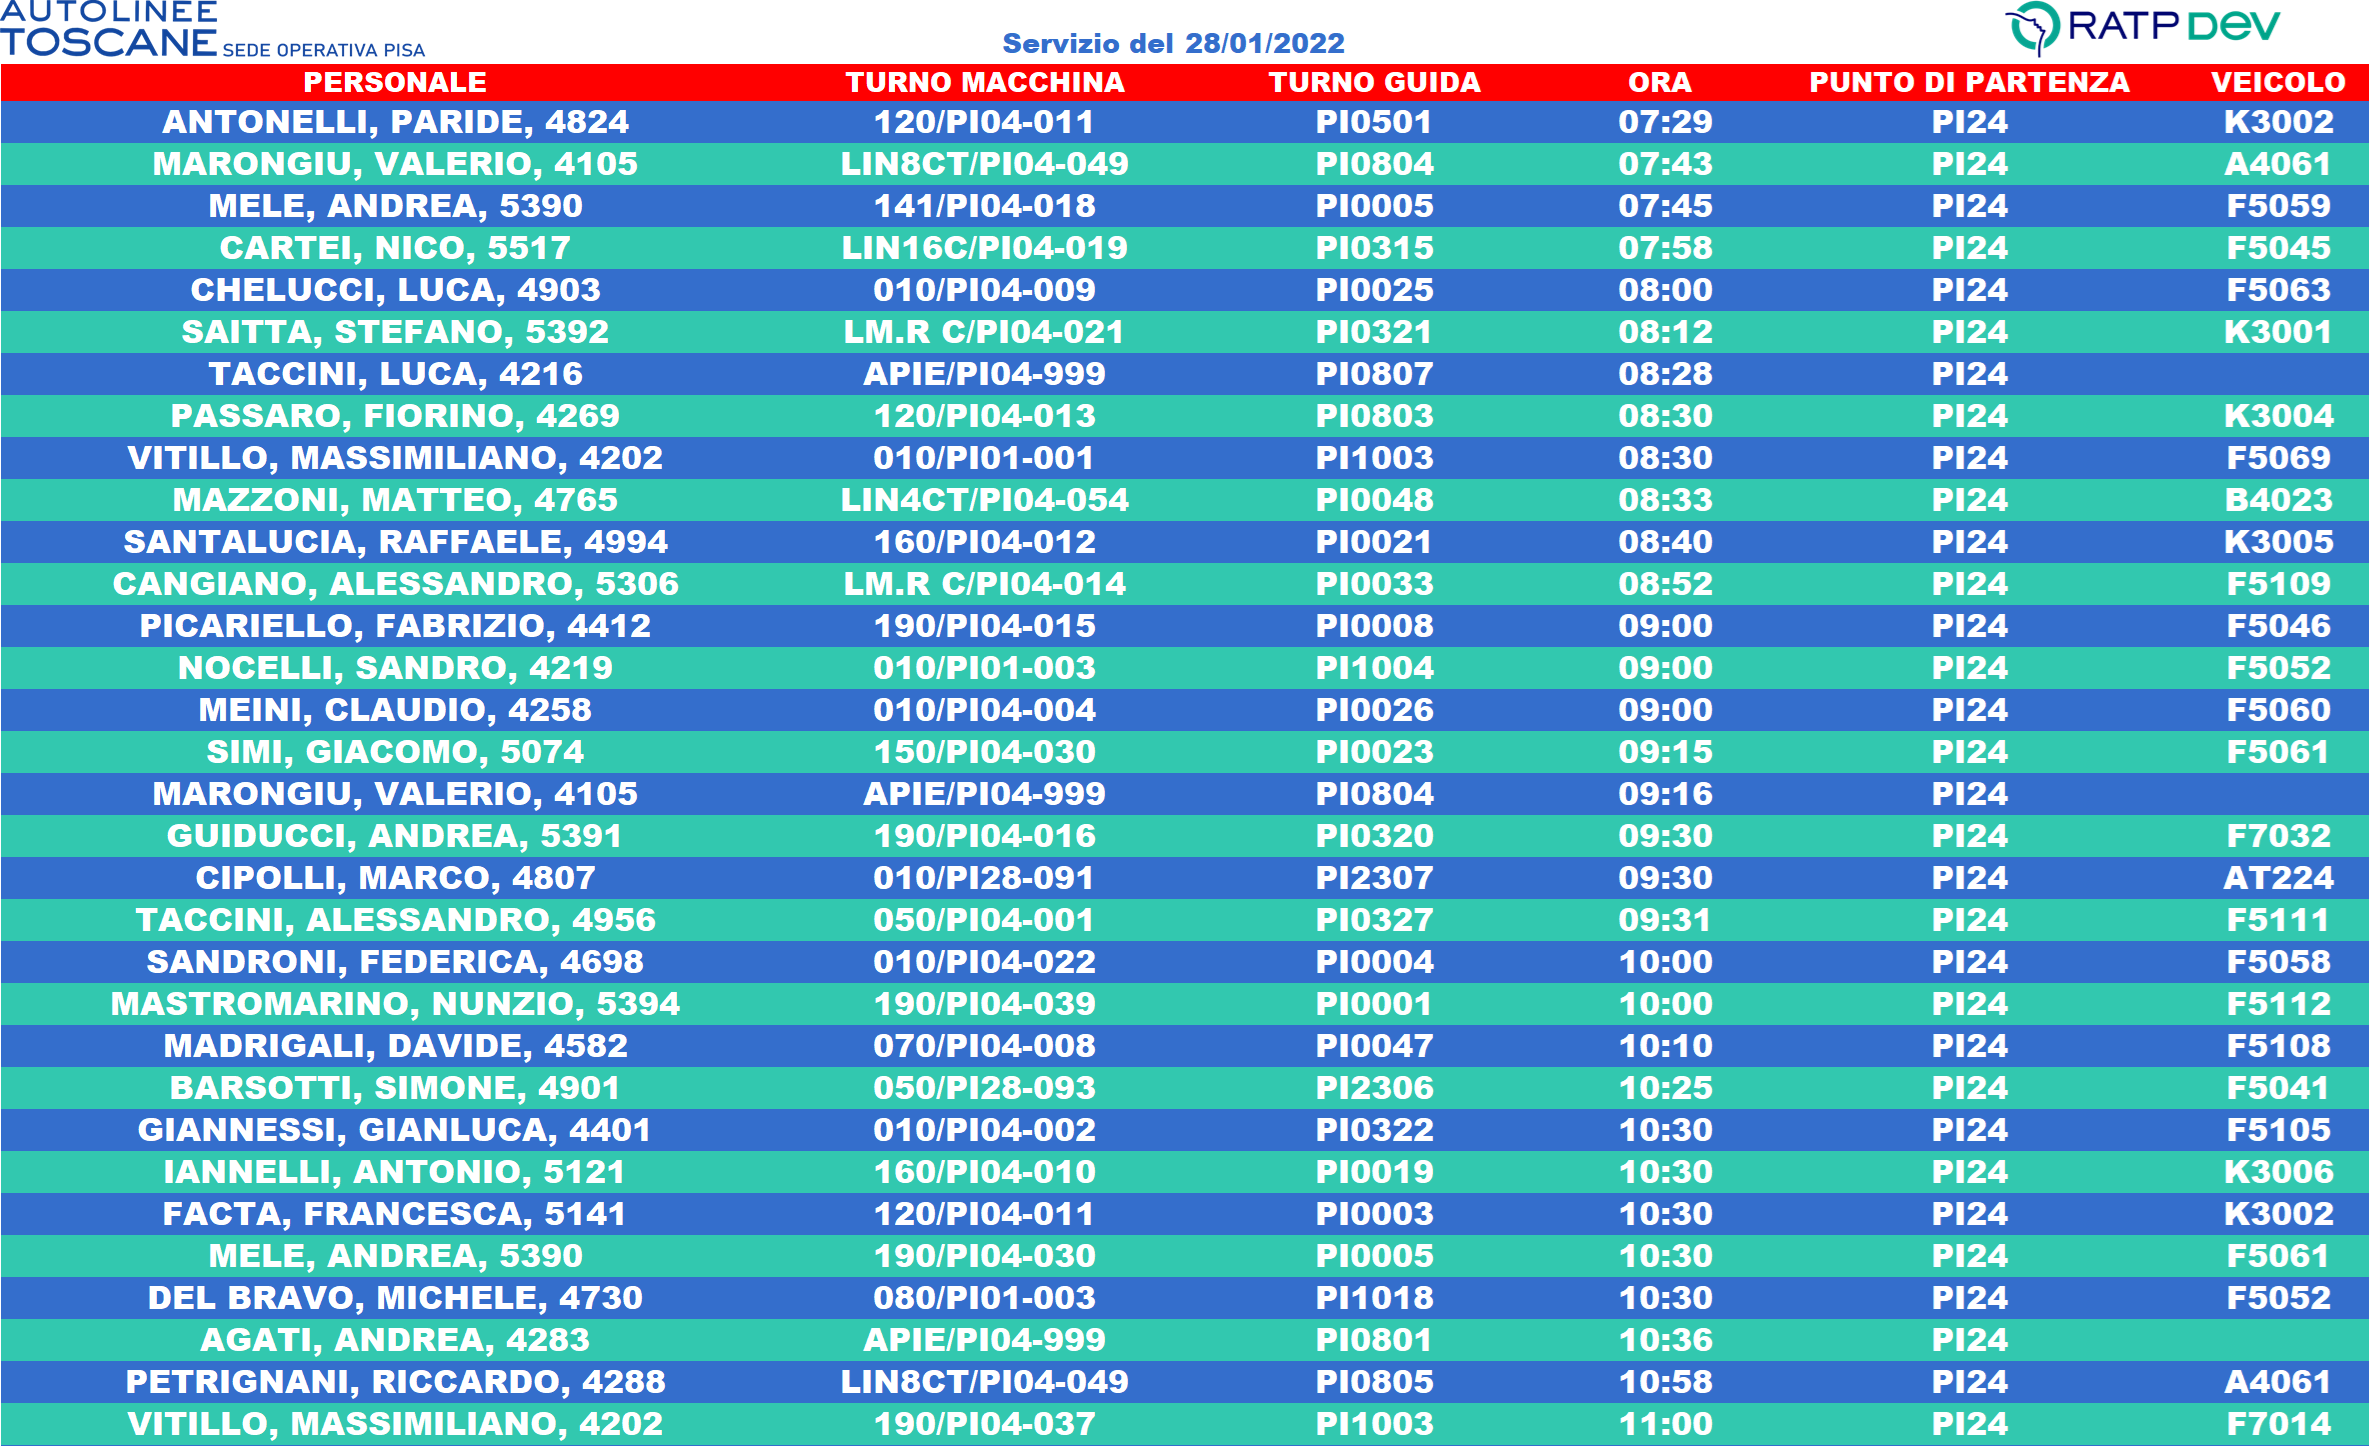 AUTOLINEE
TOSCANE SEDE OPERATIVA PISA
Servizio del 28/01/2022
RATP DEV
PERSONALE TURNO MACCHINA TURNO GUIDA ORA PUNTO DI PARTENZA VEICOLO
ANTONELLI, PARIDE, 4824 120/PI04-011 PI0501 07:29 PI24 K3002
MARONGIU, VALERIO, 4105 LIN8CT/PI04-049 PI0804 07:43 PI24 A4061
MELE, ANDREA, 5390 141/PI04-018 PI0005 07:45 PI24 F5059
CARTEI, NICO, 5517 LIN16C/PI04-019 PI0315 07:58 PI24 F5045
CHELUCCI, LUCA, 4903 010/PI04-009 PI0025 08:00 PI24 F5063
SAITTA, STEFANO, 5392 LM.R C/PI04-021 PI0321 08:12 PI24 K3001
TACCINI, LUCA, 4216 APIE/PI04-999 PI0807 08:28 PI24
PASSARO, FIORINO, 4269 120/PI04-013 PI0803 08:30 PI24 K3004
VITILLO, MASSIMILIANO, 4202 010/PI01-001 PI1003 08:30 PI24 F5069
MAZZONI, MATTEO, 4765 LIN4CT/PI04-054 PI0048 08:33 PI24 B4023
SANTALUCIA, RAFFAELE, 4994 160/PI04-012 PI0021 08:40 PI24 K3005
CANGIANO, ALESSANDRO, 5306 LM.R C/PI04-014 PI0033 08:52 PI24 F5109
PICARIELLO, FABRIZIO, 4412 190/PI04-015 PI0008 09:00 PI24 F5046
NOCELLI, SANDRO, 4219 010/PI01-003 PI1004 09:00 PI24 F5052
MEINI, CLAUDIO, 4258 010/PI04-004 PI0026 09:00 PI24 F5060
SIMI, GIACOMO, 5074 150/PI04-030 PI0023 09:15 PI24 F5061
MARONGIU, VALERIO, 4105 APIE/PI04-999 PI0804 09:16 PI24
GUIDUCCI, ANDREA, 5391 190/PI04-016 PI0320 09:30 PI24 F7032
CIPOLLI, MARCO, 4807 010/PI28-091 PI2307 09:30 PI24 AT224
TACCINI, ALESSANDRO, 4956 050/PI04-001 PI0327 09:31 PI24 F5111
SANDRONI, FEDERICA, 4698 010/PI04-022 PI0004 10:00 PI24 F5058
MASTROMARINO, NUNZIO, 5394 190/PI04-039 PI0001 10:00 PI24 F5112
MADRIGALI, DAVIDE, 4582 070/PI04-008 PI0047 10:10 PI24 F5108
BARSOTTI, SIMONE, 4901 050/PI28-093 PI2306 10:25 PI24 F5041
GIANNESSI, GIANLUCA, 4401 010/PI04-002 PI0322 10:30 PI24 F5105
IANNELLI, ANTONIO, 5121 160/PI04-010 PI0019 10:30 PI24 K3006
FACTA, FRANCESCA, 5141 120/PI04-011 PI0003 10:30 PI24 K3002
MELE, ANDREA, 5390 190/PI04-030 PI0005 10:30 PI24 F5061
DEL BRAVO, MICHELE, 4730 080/PI01-003 PI1018 10:30 PI24 F5052
AGATI, ANDREA, 4283 APIE/PI04-999 PI0801 10:36 PI24
PETRIGNANI, RICCARDO, 4288 LIN8CT/PI04-049 PI0805 10:58 PI24 A4061
VITILLO, MASSIMILIANO, 4202 190/PI04-037 PI1003 11:00 PI24 F7014